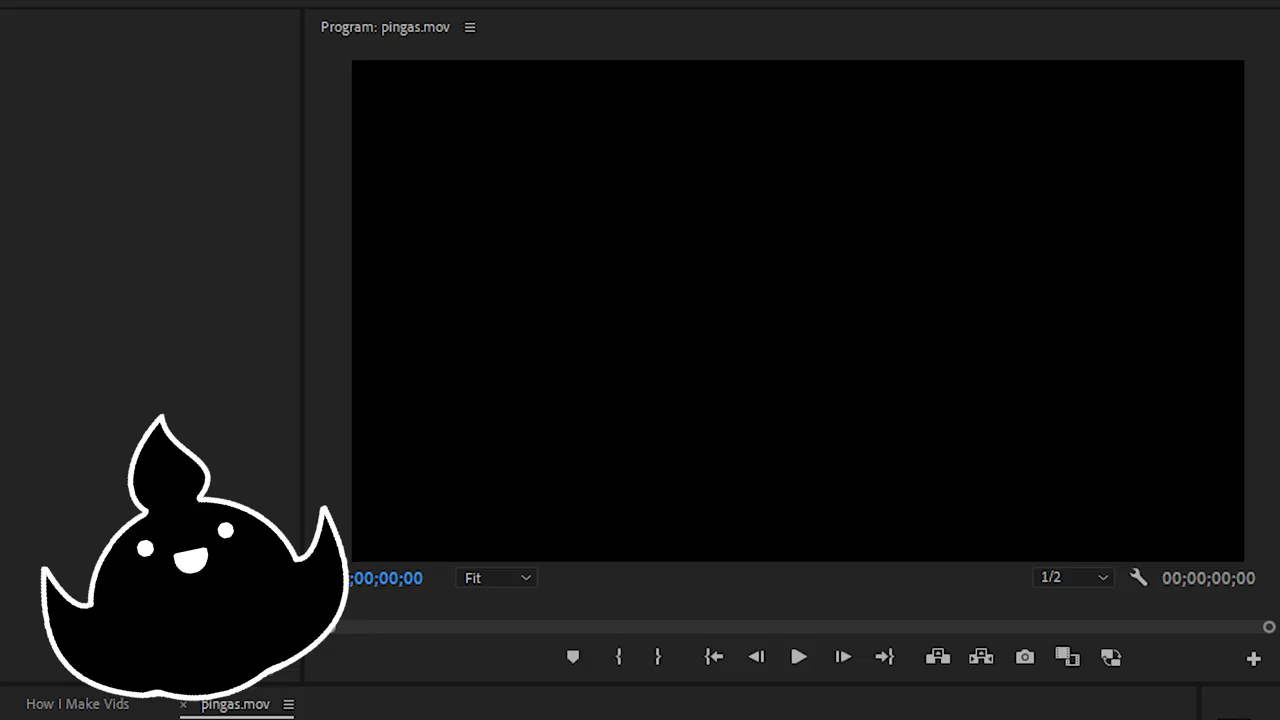 Program: pingas.mov
;00;00;00
Fit
1/2
00;00;00;00
How I Make Vids
pingas.mov